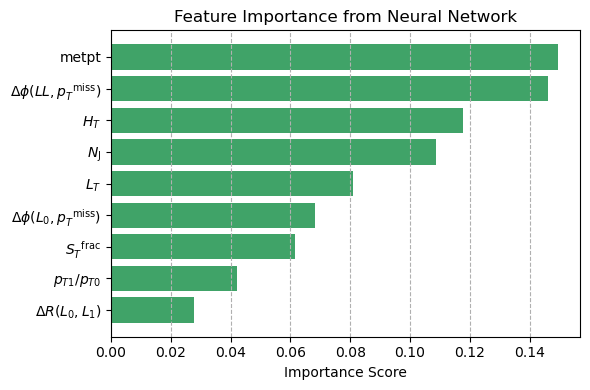 Feature Importance from Neural Network
metpt
Δϕ(LL, p_T^miss)
H_T
N_J
L_T
Δϕ(L_0, p_T^miss)
S_T^frac
p_T1/p_T0
ΔR(L_0, L_1)
0.00 0.02 0.04 0.06 0.08 0.10 0.12 0.14
Importance Score